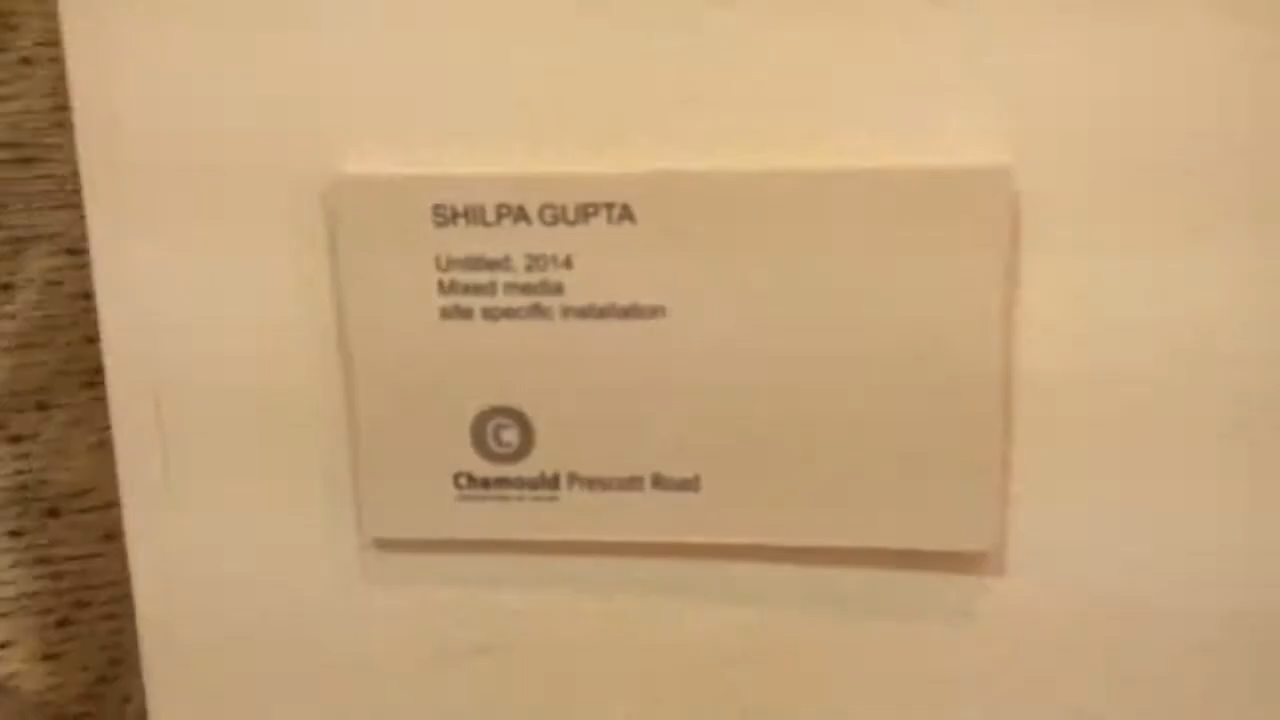 SHILPA GUPTA
Untitled, 2014
Mixed media
site specific installation
C
Chemould Prescott Road